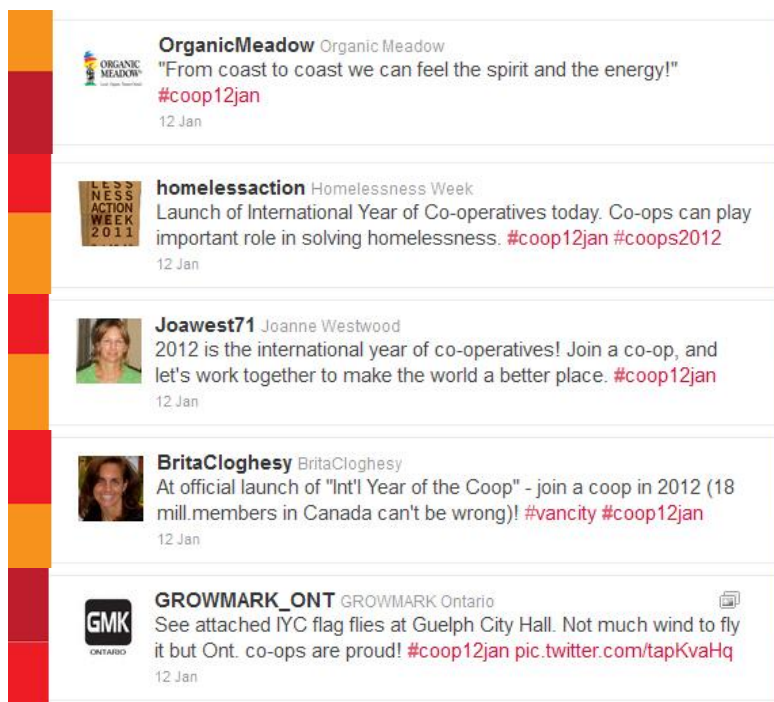 OrganicMeadow Organic Meadow
"From coast to coast we can feel the spirit and the energy!"
#coop12jan
12 Jan
ORGANIC
MEADOW
homelessaction Homelessness Week
Launch of International Year of Co-operatives today. Co-ops can play
important role in solving homelessness. #coop12jan #coops2012
12 Jan
LESS
NESS
ACTION
WEEK
2011
Joawest71 Joanne Westwood
2012 is the international year of co-operatives! Join a co-op, and
let's work together to make the world a better place. #coop12jan
12 Jan
BritaCloghesy BritaCloghesy
At official launch of "Int'l Year of the Coop" - join a coop in 2012 (18
mill.members in Canada can't be wrong)! #vancity #coop12jan
12 Jan
GROWMARK_ONT GROWMARK Ontario
See attached IYC flag flies at Guelph City Hall. Not much wind to fly
it but Ont. co-ops are proud! #coop12jan pic.twitter.com/tapKvaHq
12 Jan
GMK
ONTARIO